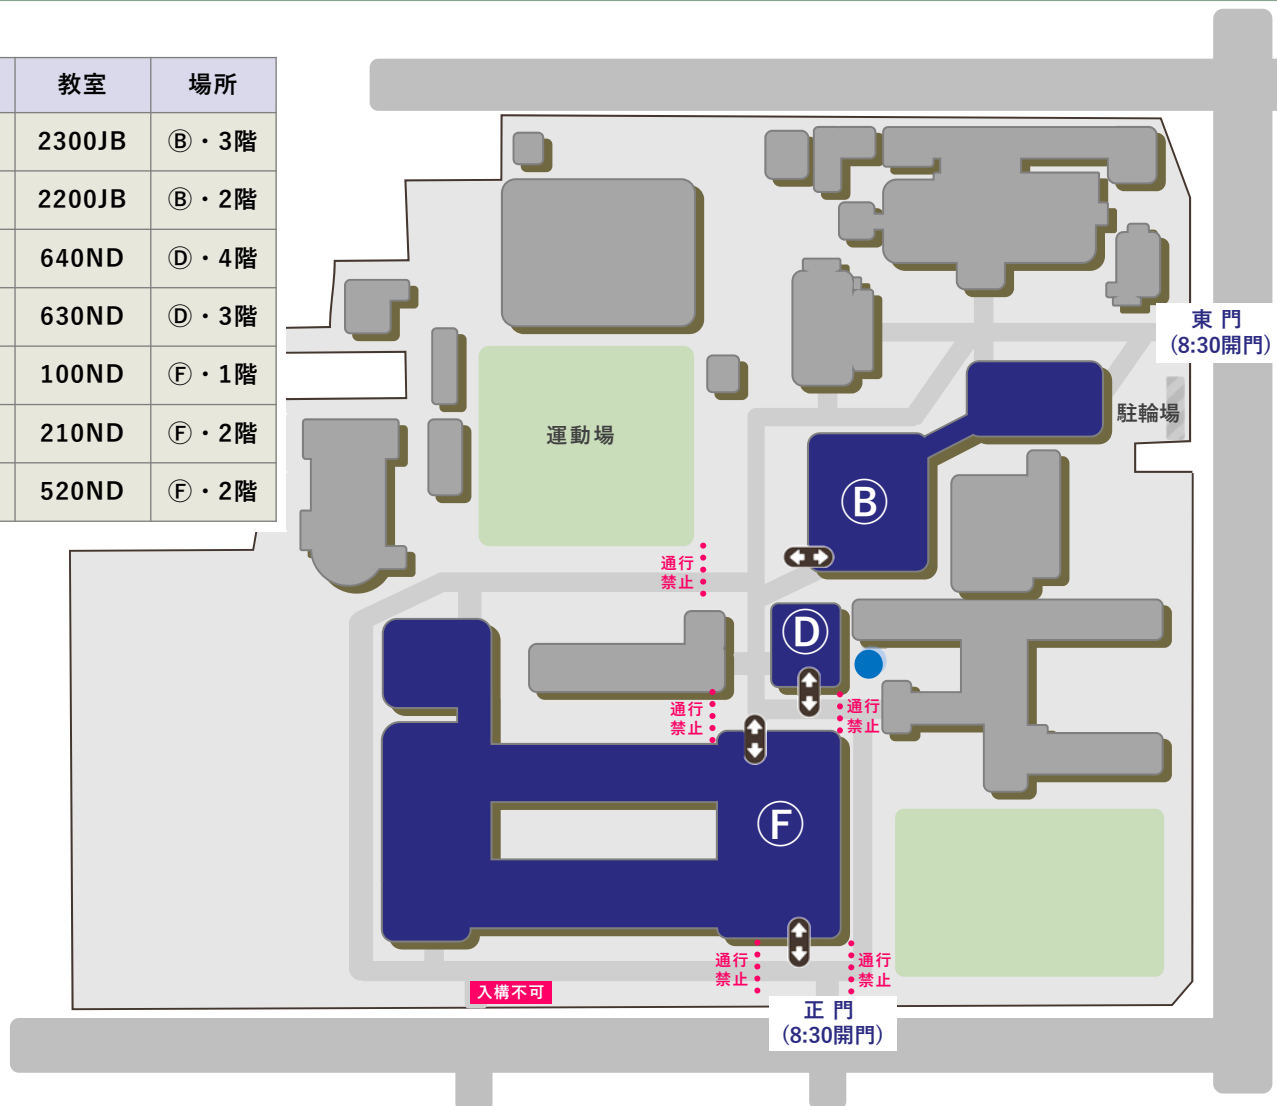 教室 場所
2300JB Ⓑ・3階
2200JB Ⓑ・2階
640ND Ⓓ・4階
630ND Ⓓ・3階
100ND Ⓕ・1階
210ND Ⓕ・2階
520ND Ⓕ・2階
東 門
(8:30開門)
駐輪場
運動場
Ⓑ
通行
禁止
Ⓓ
通行
禁止
通行
禁止
Ⓕ
通行
禁止
通行
禁止
入構不可
正 門
(8:30開門)